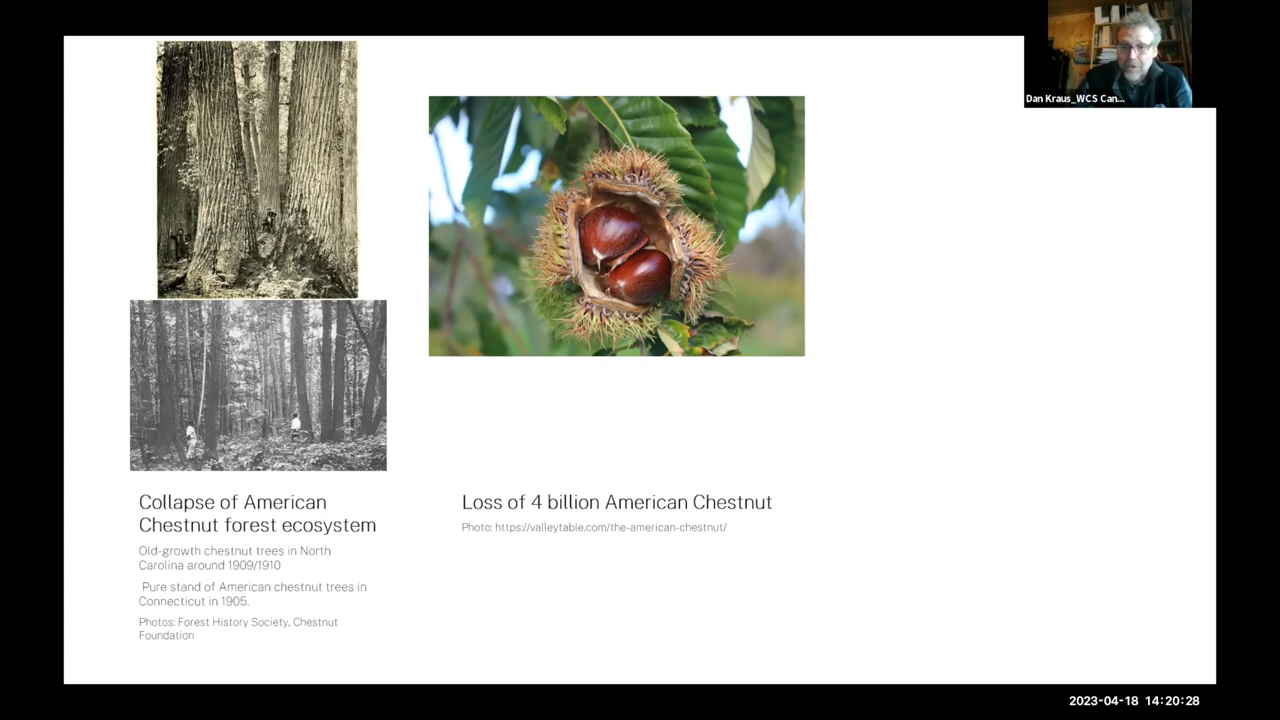 Dan Kraus_WCS Can...
Collapse of American
Chestnut forest ecosystem
Old-growth chestnut trees in North
Carolina around 1909/1910
Pure stand of American chestnut trees in
Connecticut in 1905.
Photos: Forest History Society, Chestnut
Foundation
Loss of 4 billion American Chestnut
Photo: https://valleytable.com/the-american-chestnut/
2023-04-18 14:20:28